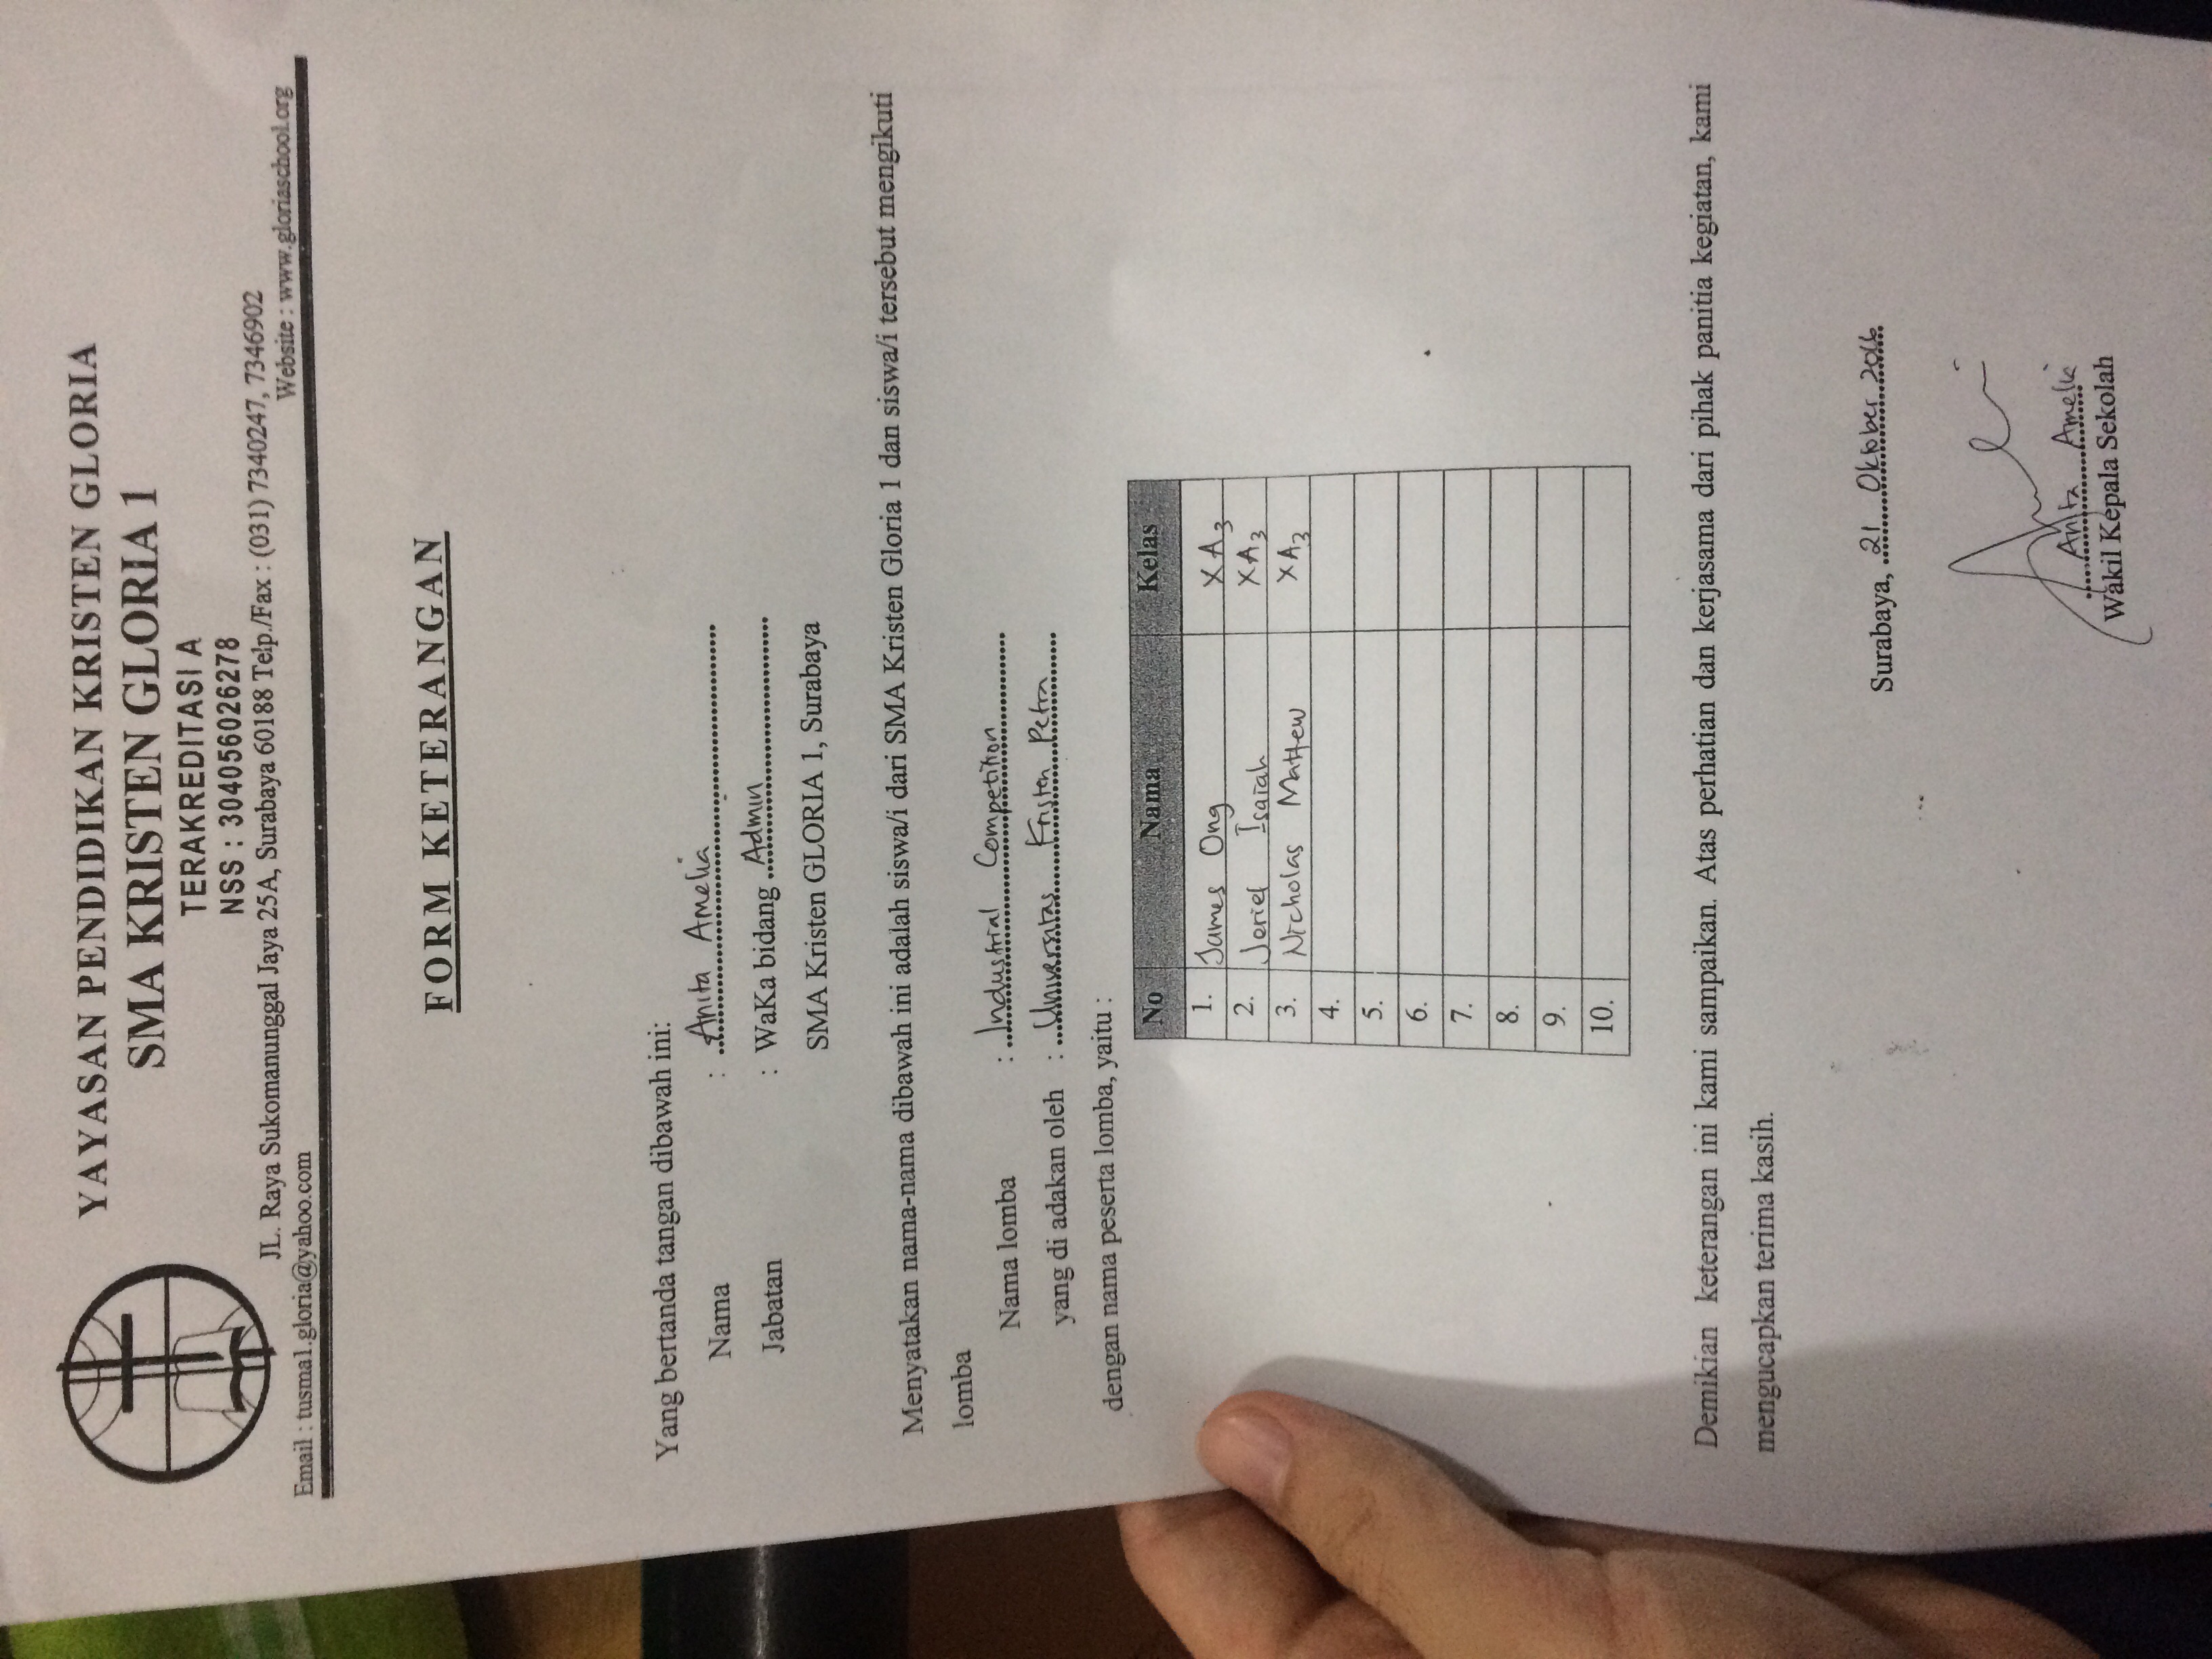 YAYASAN PENDIDIKAN KRISTEN GLORIA
SMA KRISTEN GLORIA 1
TERAKREDITASI A
NSS : 304056026278
JL. Raya Sukomanunggal Jaya 25A, Surabaya 60188 Telp./Fax : (031) 7340247, 7346902
Email : tusma1.gloria@yahoo.com Website : www.gloriaschool.org
FORM KETERANGAN
Yang bertanda tangan dibawah ini:
Nama : Anita Amelia
Jabatan : WaKa bidang Admin
SMA Kristen GLORIA 1, Surabaya
Menyatakan nama-nama dibawah ini adalah siswa/i dari SMA Kristen Gloria 1 dan siswa/i tersebut mengikuti
lomba
Nama lomba : Industrial Competition
yang di adakan oleh : Universitas Kristen Petra
dengan nama peserta lomba, yaitu :
No Nama Kelas
1. James Ong XA3
2. Jeriel Isaiah XA3
3. Nicholas Mattew XA3
4.
5.
6.
7.
8.
9.
10.
Demikian keterangan ini kami sampaikan. Atas perhatian dan kerjasama dari pihak panitia kegiatan, kami
mengucapkan terima kasih.
Surabaya, 21 Oktober 2016
Anita Amelia
Wakil Kepala Sekolah